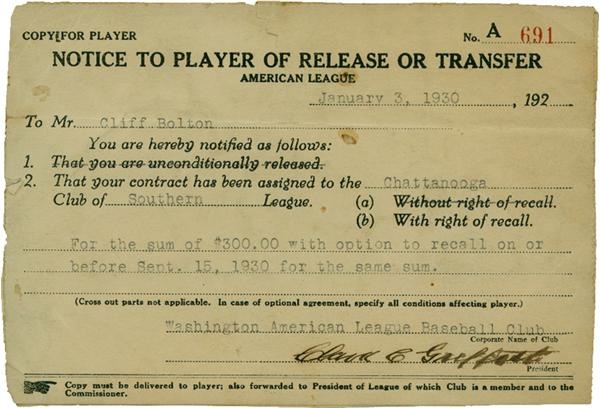 COPY FOR PLAYER
No. A 691
NOTICE TO PLAYER OF RELEASE OR TRANSFER
AMERICAN LEAGUE
January 3, 1930, 192
To Mr. Cliff Bolton
You are hereby notified as follows:
1. That you are unconditionally released.
2. That your contract has been assigned to the Chattanooga
Club of Southern League. (a) Without right of recall.
(b) With right of recall.
For the sum of $300.00 with option to recall on or
before Sept. 15, 1930 for the same sum.
(Cross out parts not applicable. In case of optional agreement, specify all conditions affecting player.)
Washington American League Baseball Club
Corporate Name of Club
Clark C Griffith
President
Copy must be delivered to player; also forwarded to President of League of which Club is a member and to the
Commissioner.